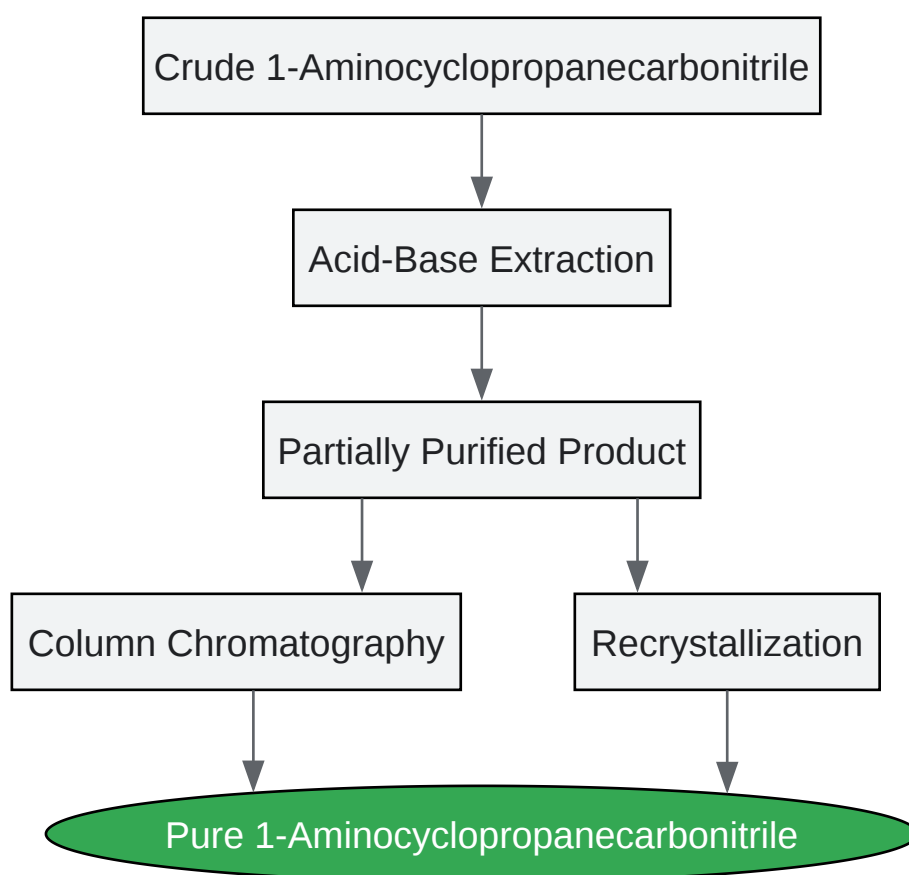 Crude 1-Aminocyclopropanecarbonitrile
Acid-Base Extraction
Partially Purified Product
Column Chromatography
Recrystallization
Pure 1-Aminocyclopropanecarbonitrile